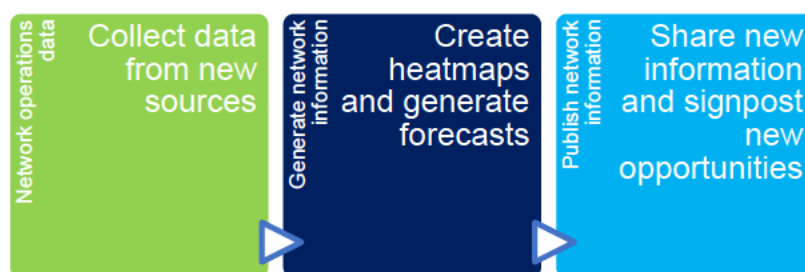 Network operations
data
Collect data
from new
sources
Generate network
information
Create
heatmaps
and generate
forecasts
Publish network
information
Share new
information
and signpost
new
opportunities